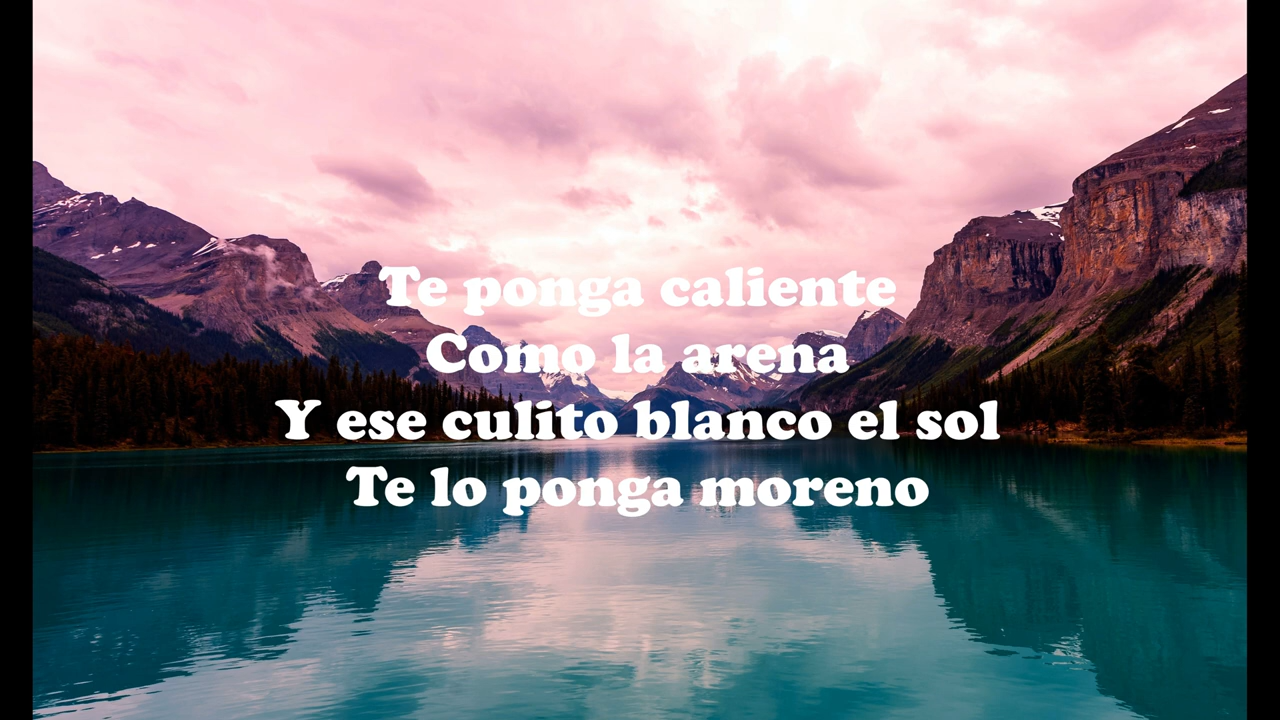 Te ponga caliente
Como la arena
Y ese culito blanco el sol
Te lo ponga moreno